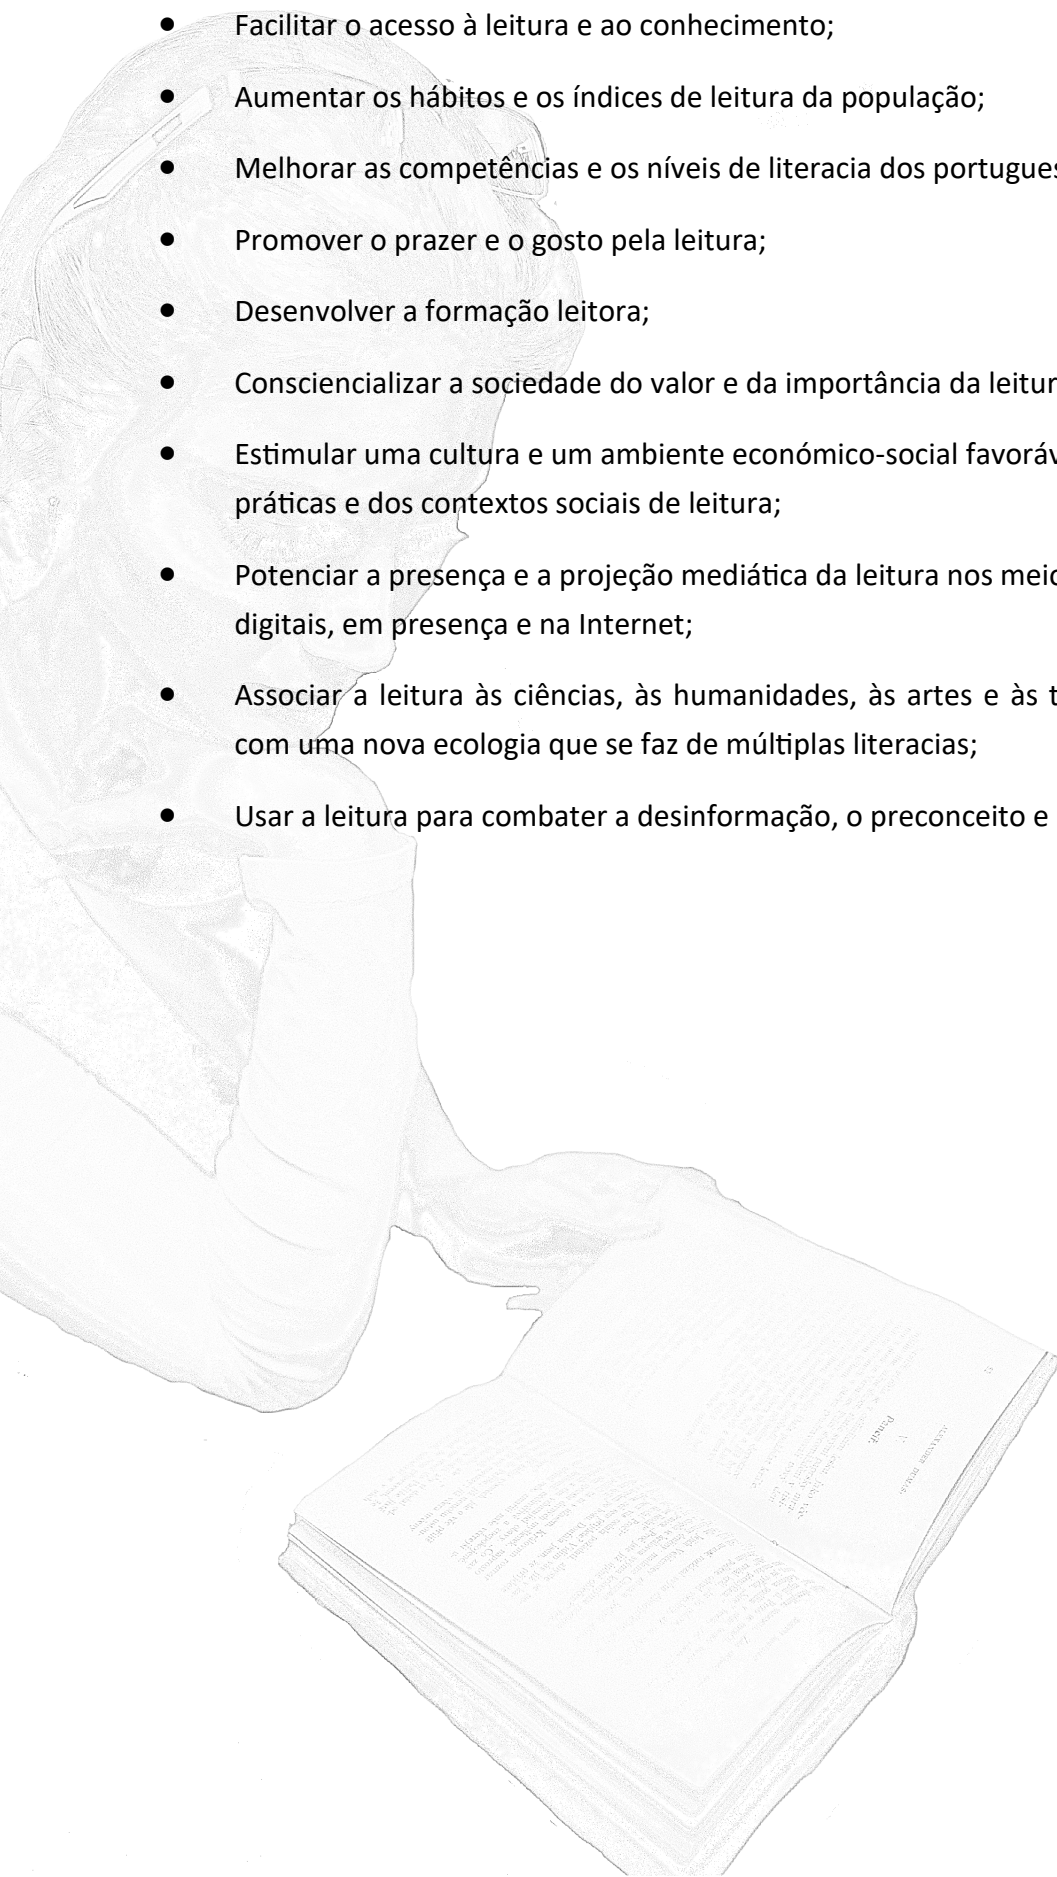 • Facilitar o acesso à leitura e ao conhecimento;
• Aumentar os hábitos e os índices de leitura da população;
• Melhorar as competências e os níveis de literacia dos
• Promover o prazer e o gosto pela leitura;
• Desenvolver a formação leitora;
• Consciencializar a sociedade do valor e da importância da
• Estimular uma cultura e um ambiente económico-social
práticas e dos contextos sociais de leitura;
• Potenciar a presença e a projeção mediática da leitura nos
digitais, em presença e na Internet;
• Associar a leitura às ciências, às humanidades, às artes e às
com uma nova ecologia que se faz de múltiplas literacias;
• Usar a leitura para combater a desinformação, o preconceito e
ALEXANDER DUMAS
V